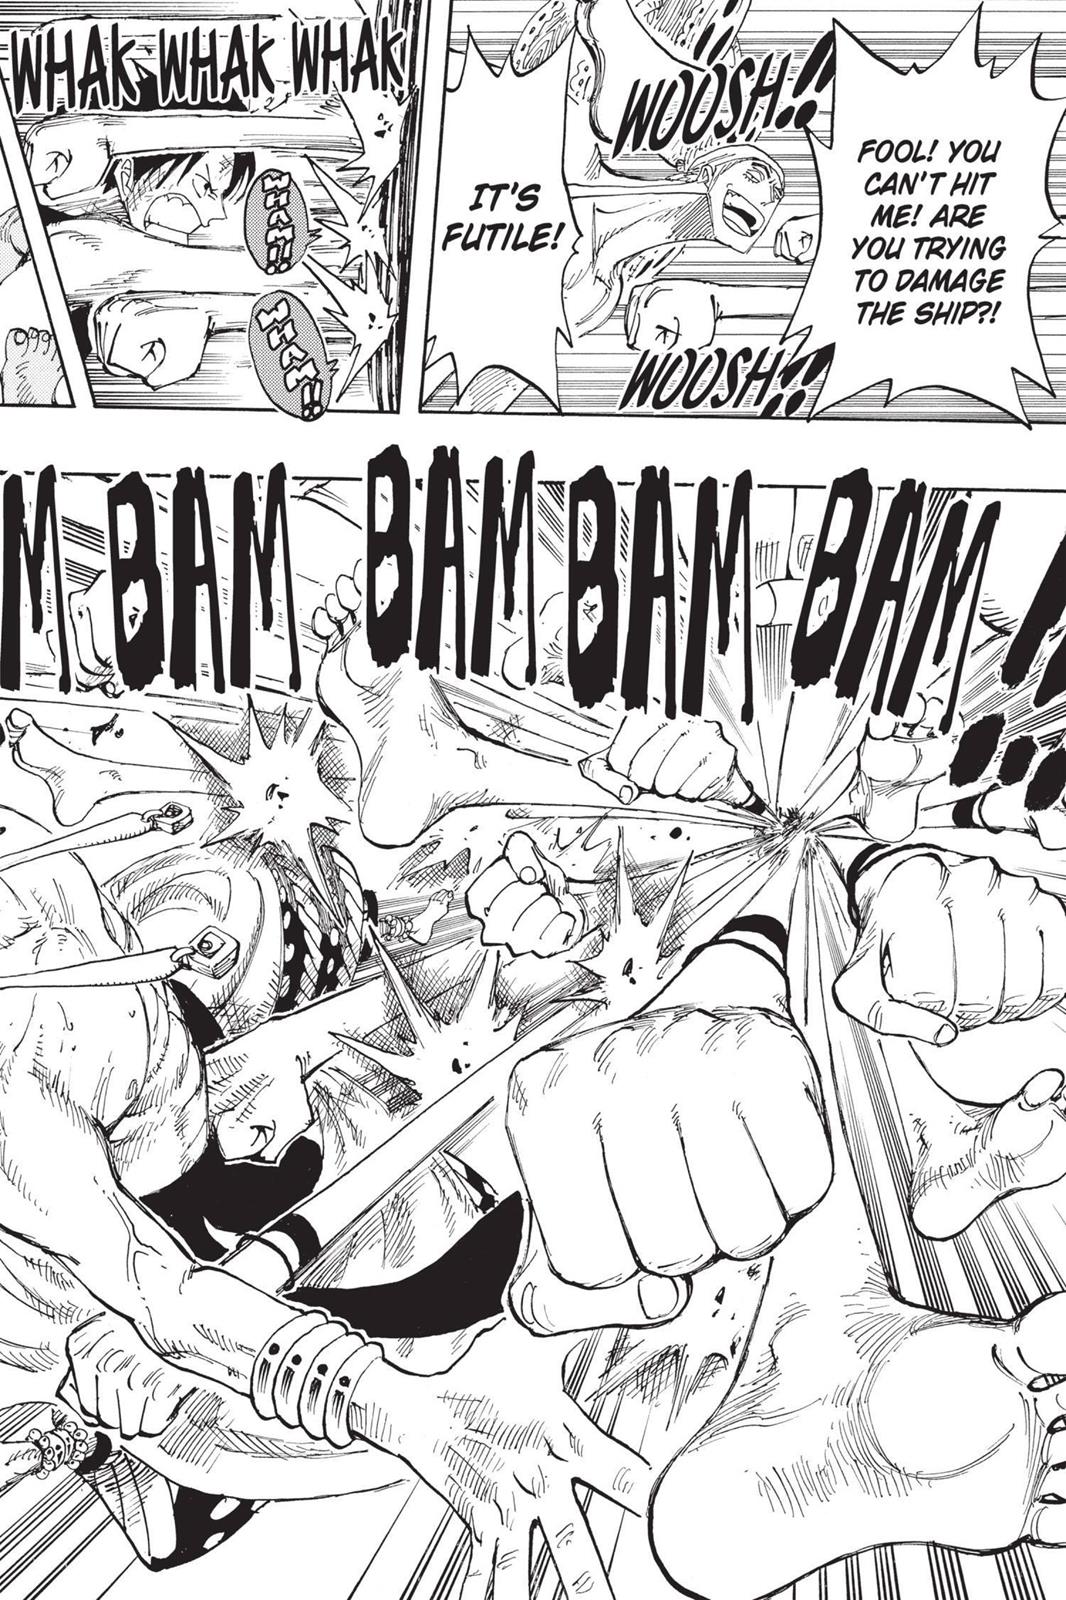 WHAK WHAK WHAK
WHAM!!
WHAM!!
WOOSH!!
FOOL! YOU
CAN'T HIT
ME! ARE
YOU TRYING
TO DAMAGE
THE SHIP?!
IT'S
FUTILE!
WOOSH!!
BAM BAM BAM BAM !!